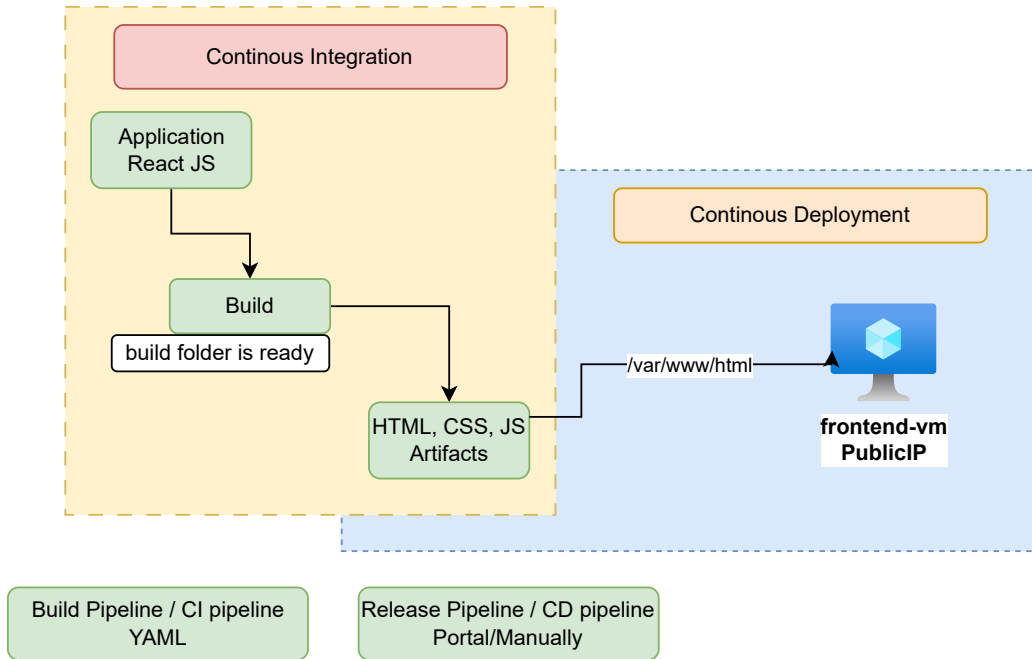 Continous Integration
Application
React JS
Continous Deployment
Build
build folder is ready
/var/www/html
HTML, CSS, JS
Artifacts
frontend-vm
PublicIP
Build Pipeline / CI pipeline
YAML
Release Pipeline / CD pipeline
Portal/Manually